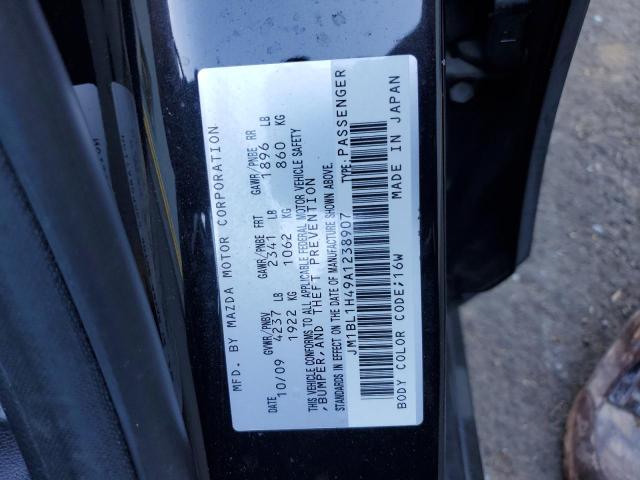 MFD. BY MAZDA MOTOR CORPORATION
DATE GVWR/PNBV GAWR/PNBE FRT GAWR/PNBE RR
10/09 4237 LB 2341 LB 1896 LB
1922 KG 1062 KG 860 KG
THIS VEHICLE CONFORMS TO ALL APPLICABLE FEDERAL MOTOR VEHICLE SAFETY
,BUMPER,AND THEFT PREVENTION
STANDARDS IN EFFECT ON THE DATE OF MANUFACTURE SHOWN ABOVE.
JM1BL1H49A1238907 TYPE:PASSENGER
BODY COLOR CODE;16W MADE IN JAPAN